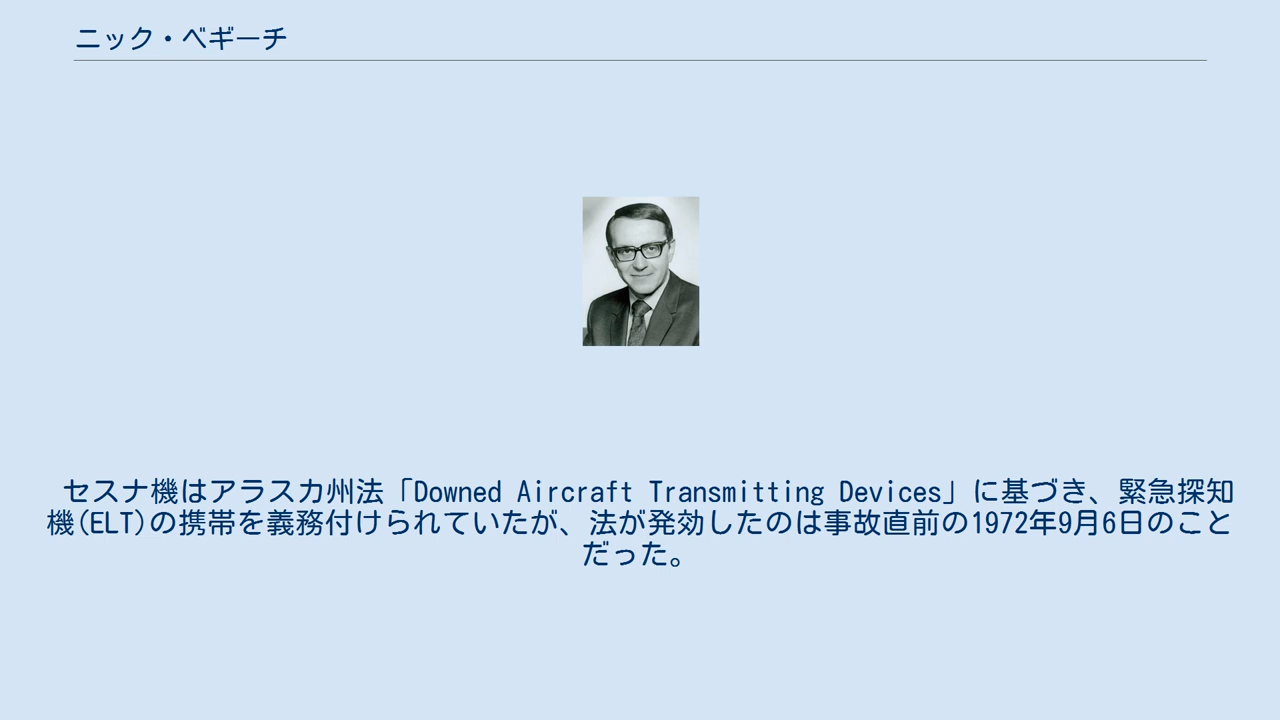 ニック・ベギーチ
セスナ機はアラスカ州法「Downed Aircraft Transmitting Devices」に基づき、緊急探知
機(ELT)の携帯を義務付けられていたが、法が発効したのは事故直前の1972年9月6日のこと
だった。